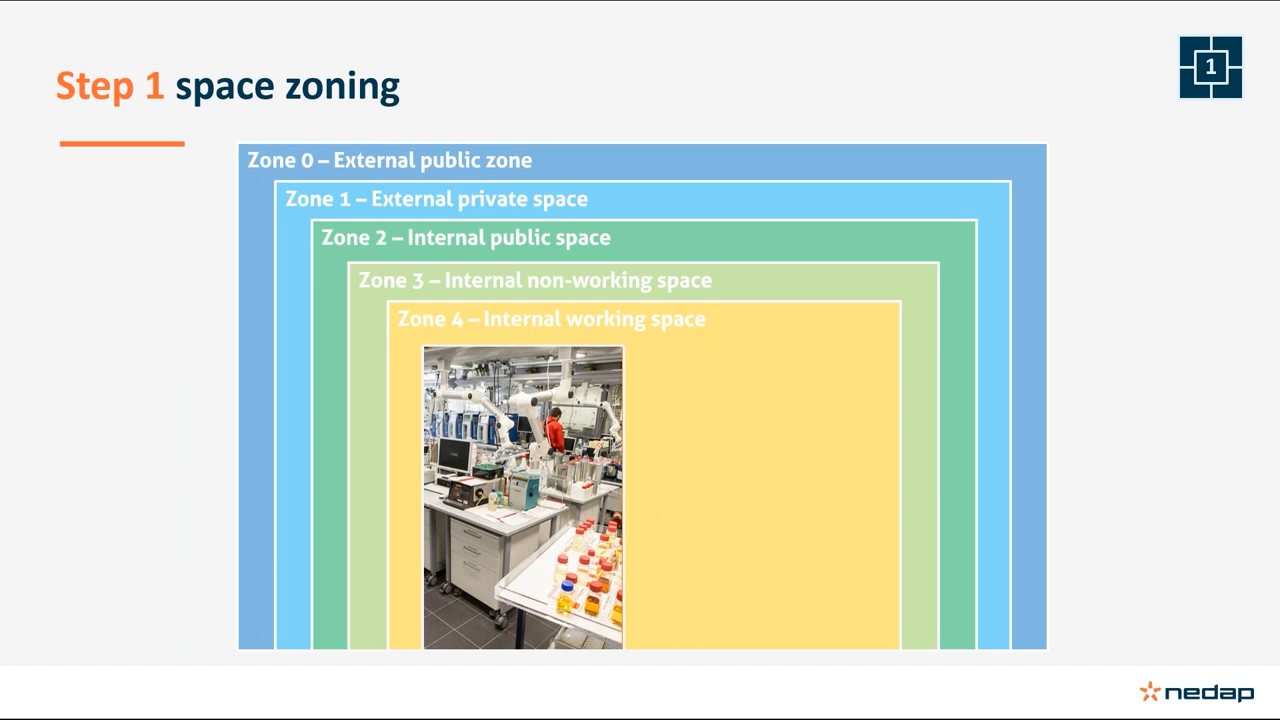 Step 1 space zoning
1
Zone 0 – External public zone
Zone 1 – External private space
Zone 2 – Internal public space
Zone 3 – Internal non-working space
Zone 4 – Internal working space
nedap